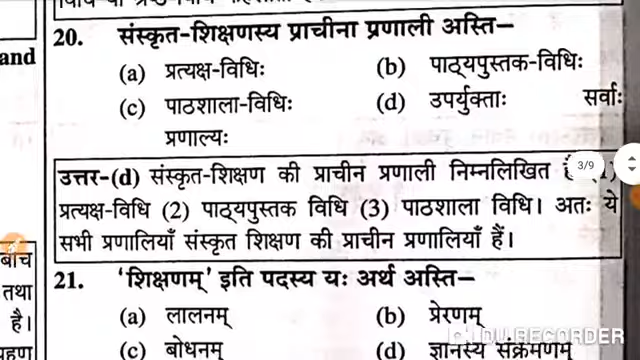 20. संस्कृत-शिक्षणस्य प्राचीना प्रणाली अस्ति–
and
(a) प्रत्यक्ष-विधिः (b) पाठ्यपुस्तक-विधिः
(c) पाठशाला-विधिः (d) उपर्युक्ताः सर्वाः
प्रणाल्यः
उत्तर-(d) संस्कृत-शिक्षण की प्राचीन प्रणाली निम्नलिखित
3/9
प्रत्यक्ष-विधि (2) पाठ्यपुस्तक विधि (3) पाठशाला विधि। अतः ये
सभी प्रणालियाँ संस्कृत शिक्षण की प्राचीन प्रणालियाँ हैं।
बीच
तथा
है।
21. 'शिक्षणम्' इति पदस्य यः अर्थ अस्ति–
(a) लालनम् (b) प्रेरणम्
(c) बोधनम् (d) ज्ञानस्य संक्रमणम्
RECORDER